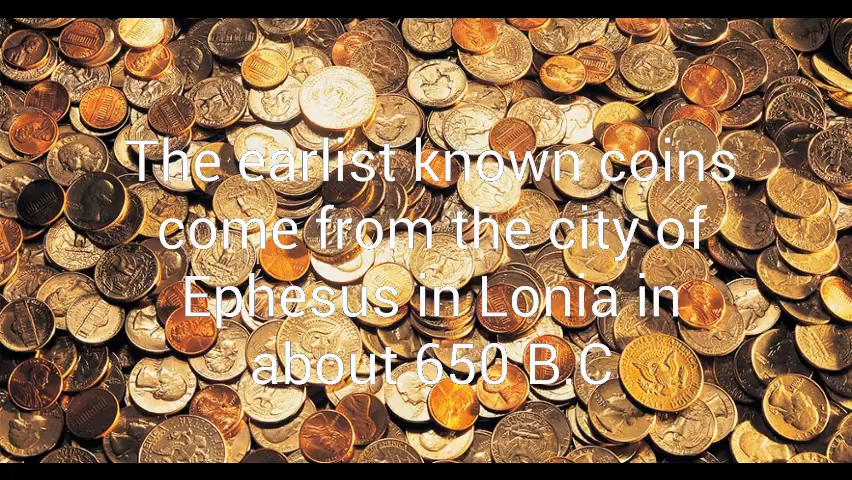 The earlist known coins
come from the city of
Ephesus in Lonia in
about 650 B.C